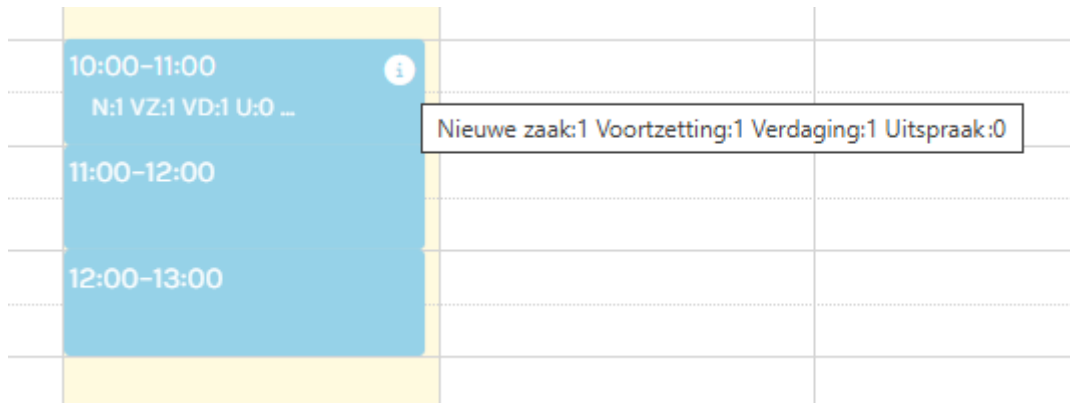 10:00-11:00
N:1 VZ:1 VD:1 U:0 ...
Nieuwe zaak:1 Voortzetting:1 Verdaging:1 Uitspraak:0
11:00-12:00
12:00-13:00